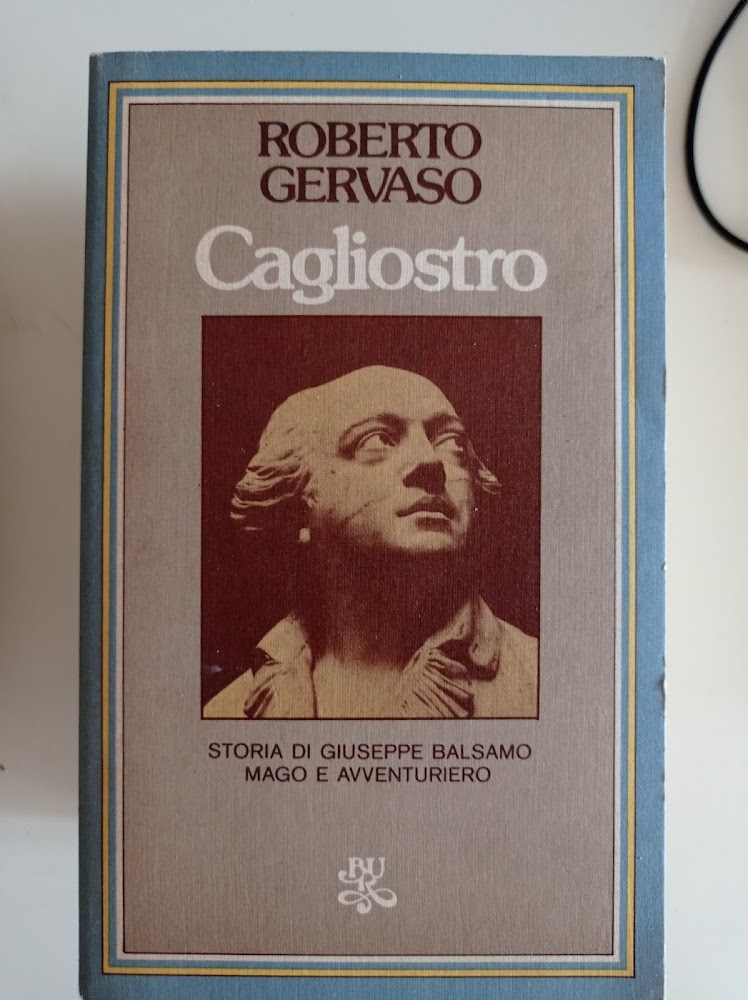 ROBERTO
GERVASO
Cagliostro
STORIA DI GIUSEPPE BALSAMO
MAGO E AVVENTURIERO
BUR